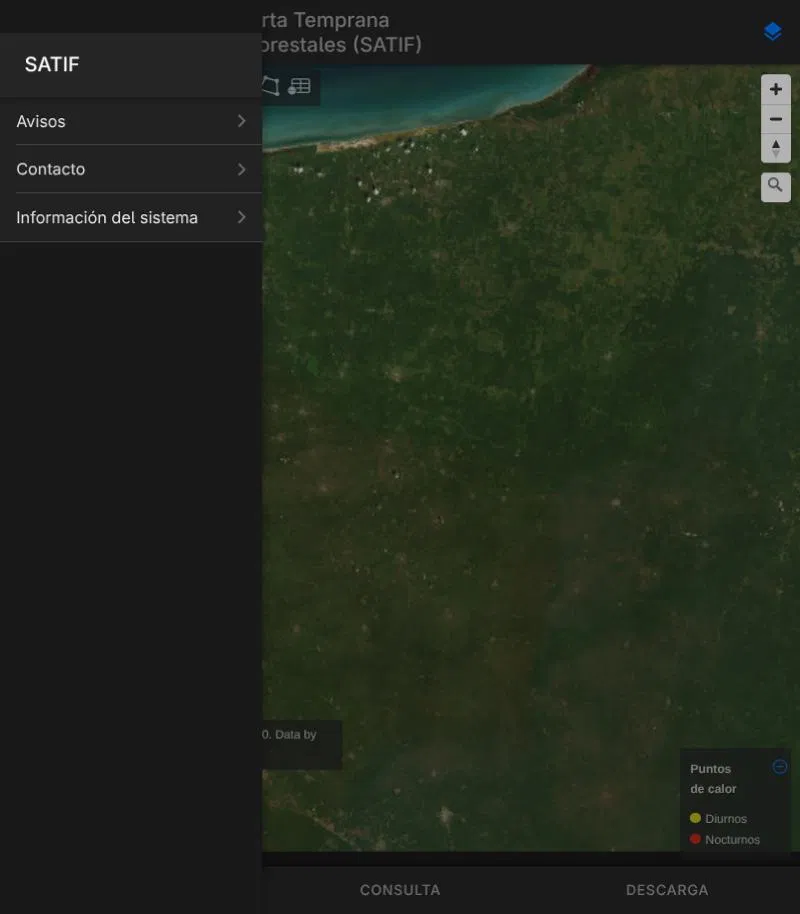 rta Temprana
orestales (SATIF)
SATIF
Avisos
Contacto
Información del sistema
0. Data by
Puntos
de calor
Diurnos
Nocturnos
CONSULTA
DESCARGA